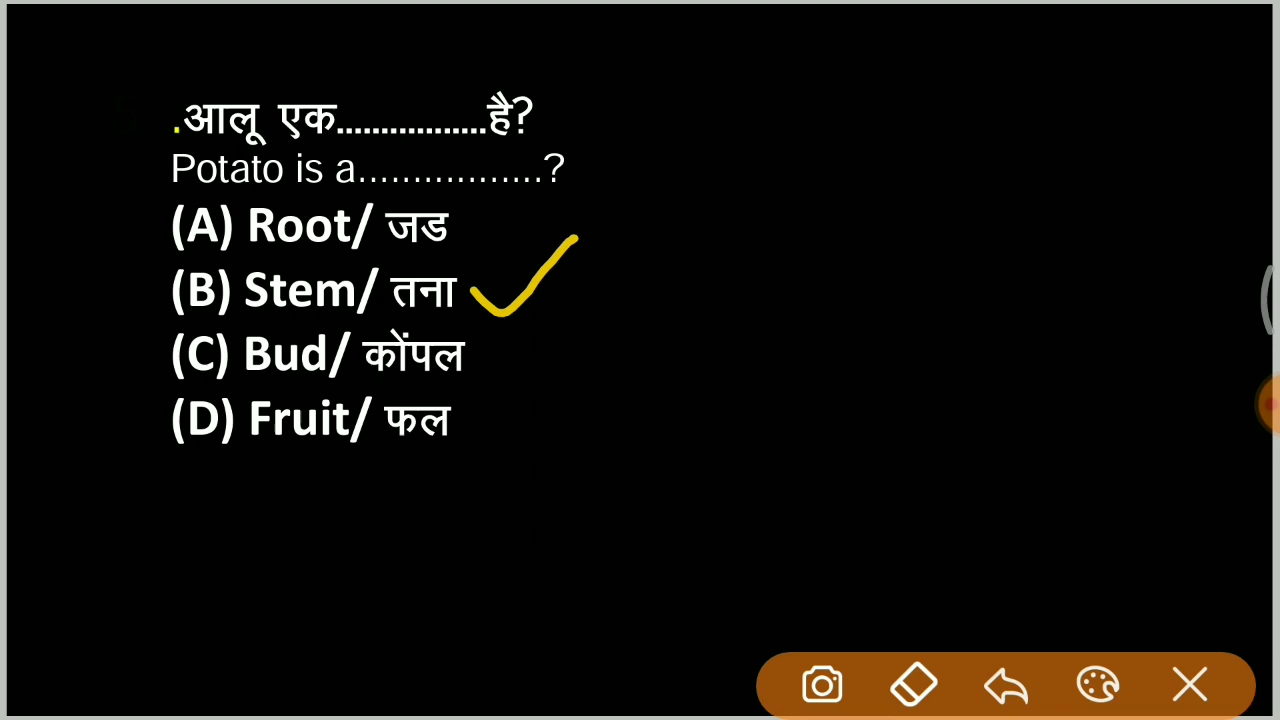 .आलू एक.................है?
Potato is a.................?
(A) Root/ जड
(B) Stem/ तना
(C) Bud/ कोंपल
(D) Fruit/ फल